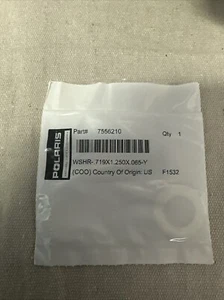 POLARIS
Part# 7556210 Qty 1
WSHR-.719X1.250X.065-Y
(COO) Country Of Origin: US F1532